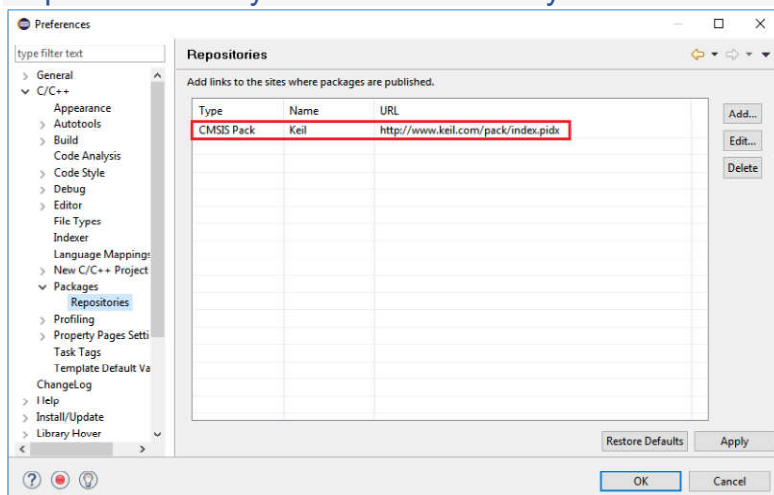 Preferences
type filter text
Repositories
Add links to the sites where packages are published.
General
C/C++
Appearance
Autotools
Build
Code Analysis
Code Style
Debug
Editor
File Types
Indexer
Language Mappings
New C/C++ Project
Packages
Repositories
Profiling
Property Pages Setti
Task Tags
Template Default Va
ChangeLog
Help
Install/Update
Library Hover
Type Name URL
CMSIS Pack Keil http://www.keil.com/pack/index.pidx
Add...
Edit...
Delete
Restore Defaults Apply
OK Cancel